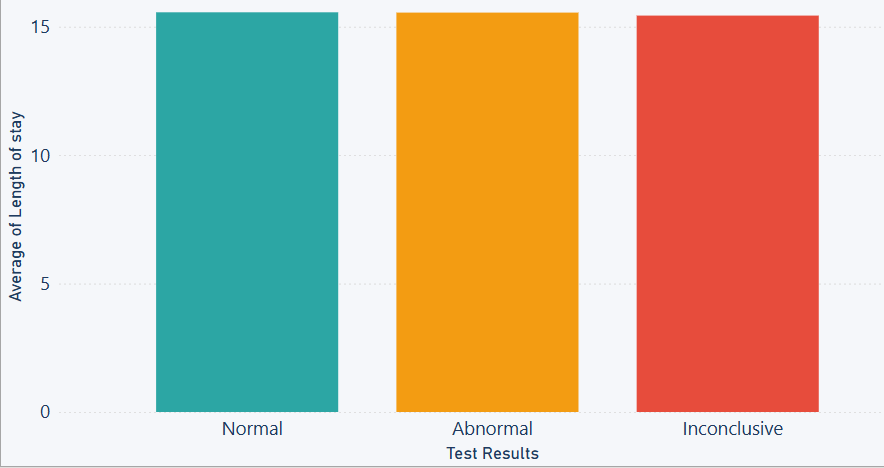 Average of Length of stay
15
10
5
0
Normal
Abnormal
Inconclusive
Test Results